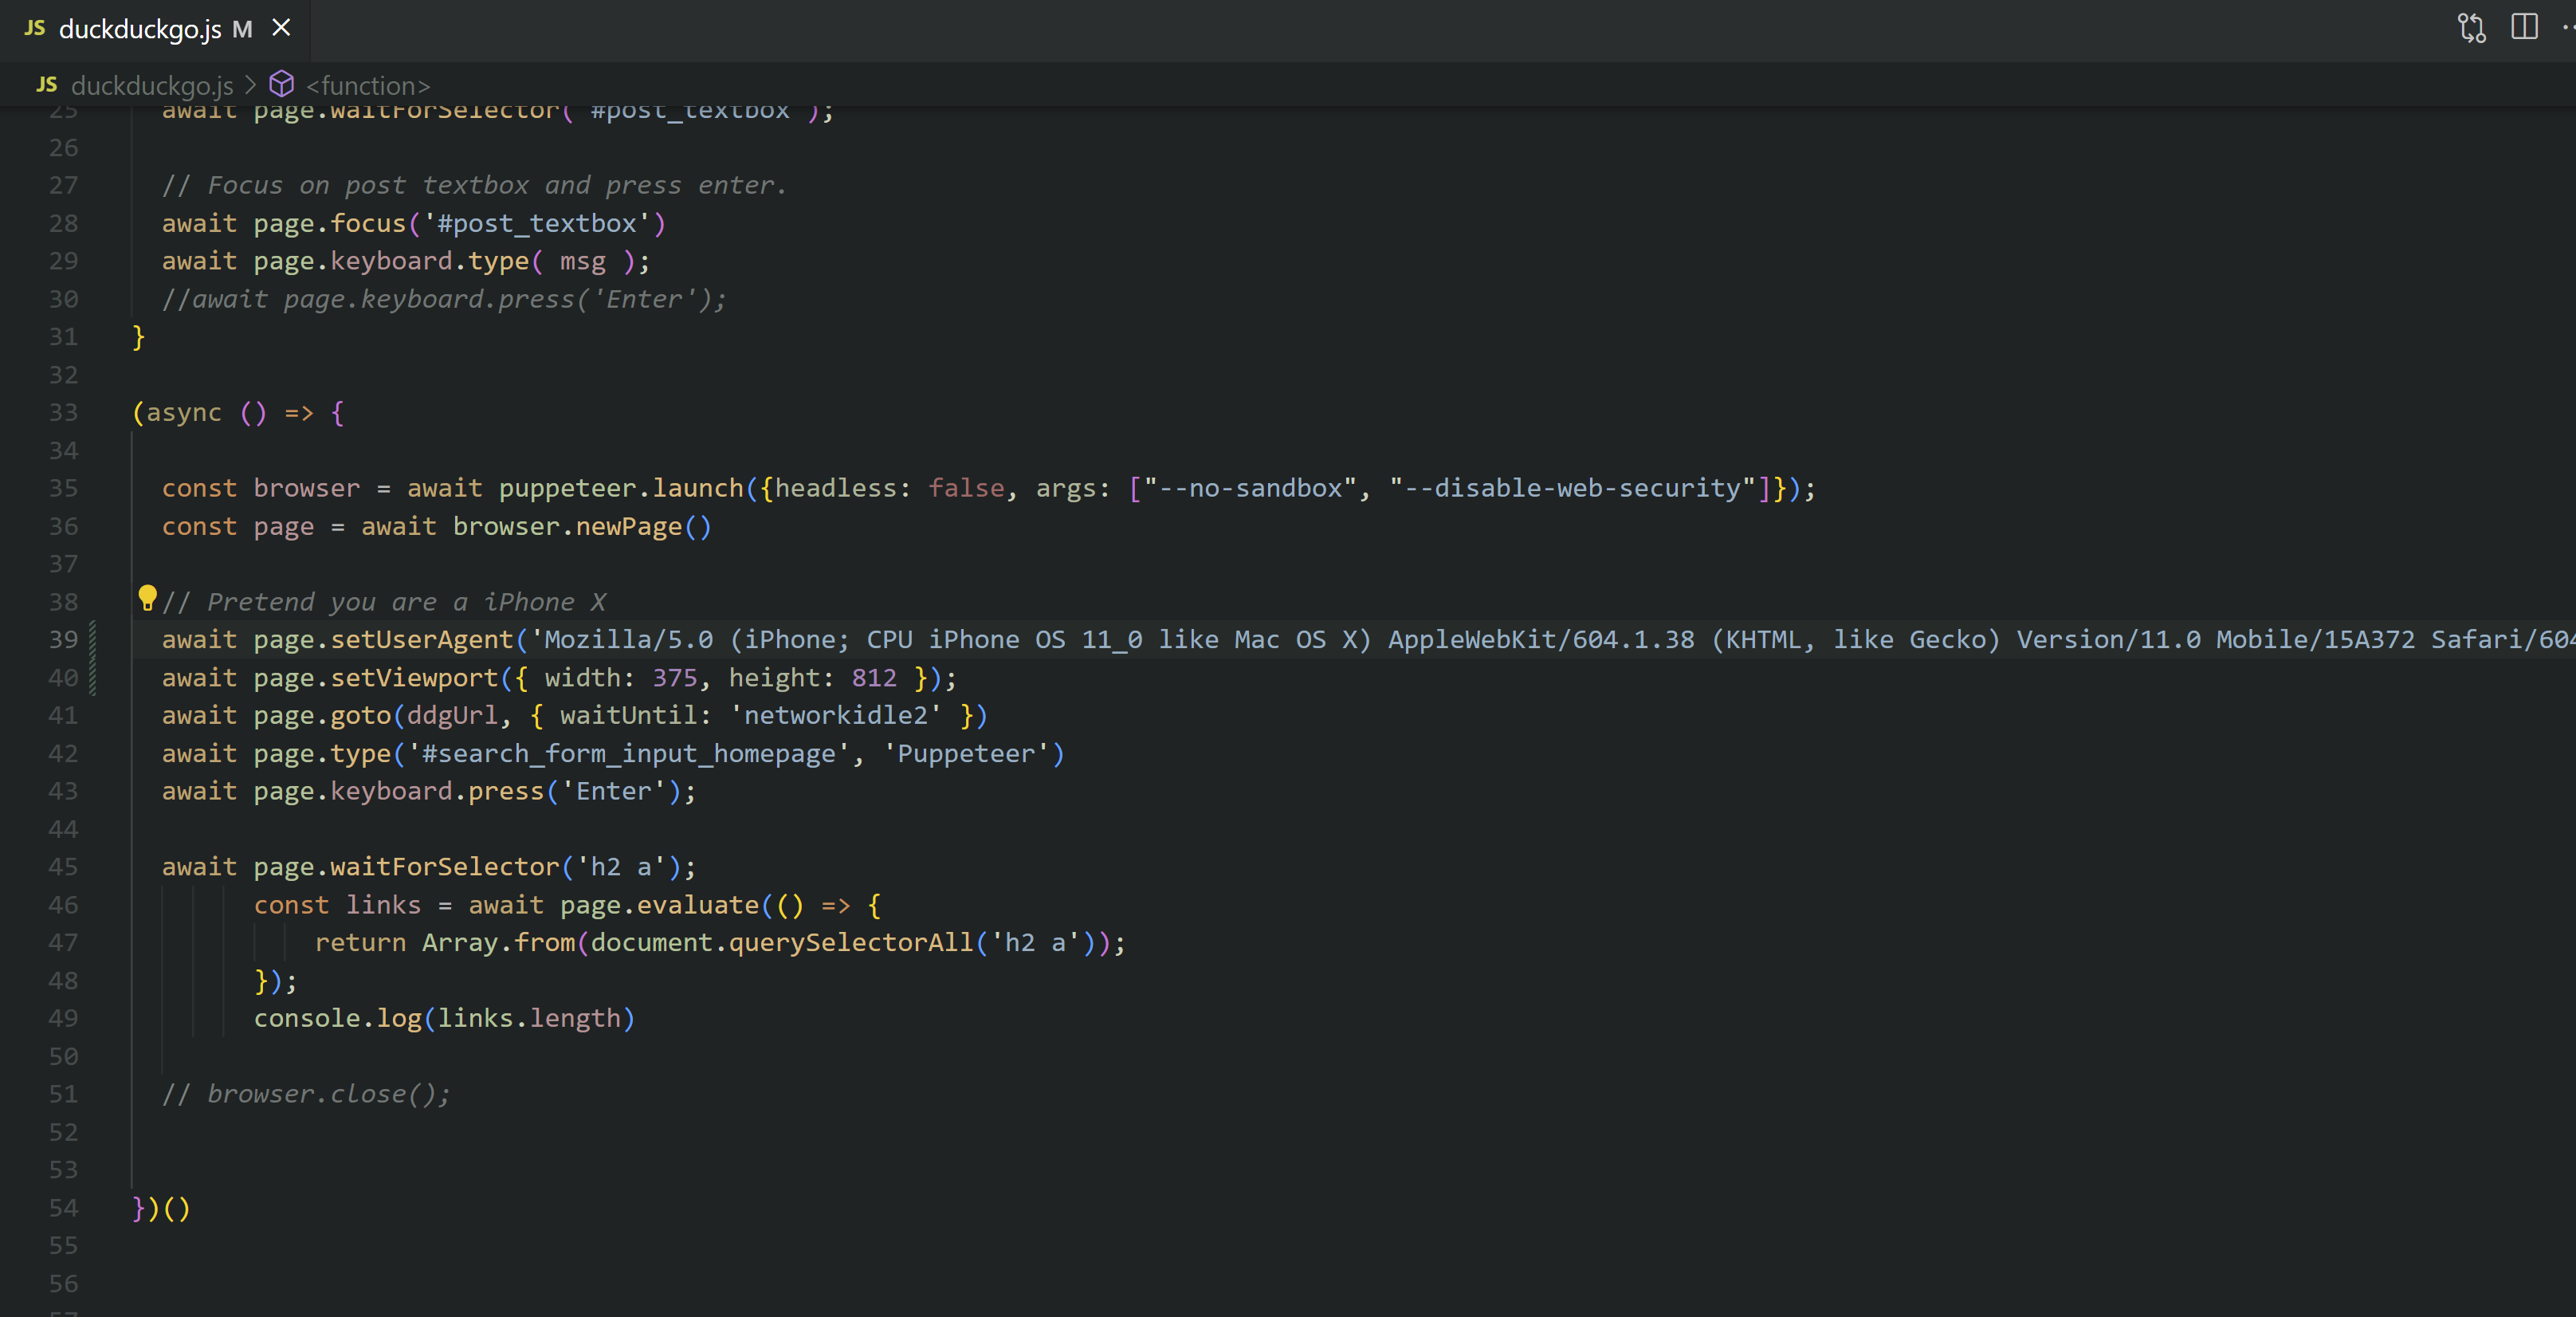 JS duckduckgo.js M
JS duckduckgo.js > <function>
25 await page.waitForSelector( '#post_textbox' );
26
27 // Focus on post textbox and press enter.
28 await page.focus('#post_textbox')
29 await page.keyboard.type( msg );
30 //await page.keyboard.press('Enter');
31 }
32
33 (async () => {
34
35 const browser = await puppeteer.launch({headless: false, args: ["--no-sandbox", "--disable-web-security"]});
36 const page = await browser.newPage()
37
38 // Pretend you are a iPhone X
39 await page.setUserAgent('Mozilla/5.0 (iPhone; CPU iPhone OS 11_0 like Mac OS X) AppleWebKit/604.1.38 (KHTML, like Gecko) Version/11.0 Mobile/15A372 Safari/604
40 await page.setViewport({ width: 375, height: 812 });
41 await page.goto(ddgUrl, { waitUntil: 'networkidle2' })
42 await page.type('#search_form_input_homepage', 'Puppeteer')
43 await page.keyboard.press('Enter');
44
45 await page.waitForSelector('h2 a');
46 const links = await page.evaluate(() => {
47 return Array.from(document.querySelectorAll('h2 a'));
48 });
49 console.log(links.length)
50
51 // browser.close();
52
53
54 })()
55
56
57